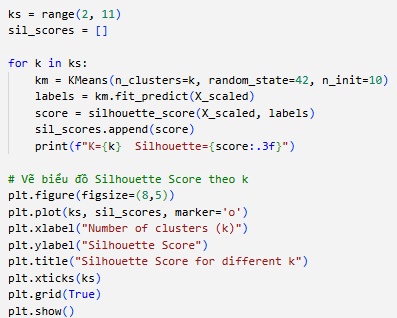 ks = range(2, 11)
sil_scores = []

for k in ks:
    km = KMeans(n_clusters=k, random_state=42, n_init=10)
    labels = km.fit_predict(X_scaled)
    score = silhouette_score(X_scaled, labels)
    sil_scores.append(score)
    print(f"K={k}  Silhouette={score:.3f}")

# Vẽ biểu đồ Silhouette Score theo k
plt.figure(figsize=(8,5))
plt.plot(ks, sil_scores, marker='o')
plt.xlabel("Number of clusters (k)")
plt.ylabel("Silhouette Score")
plt.title("Silhouette Score for different k")
plt.xticks(ks)
plt.grid(True)
plt.show()